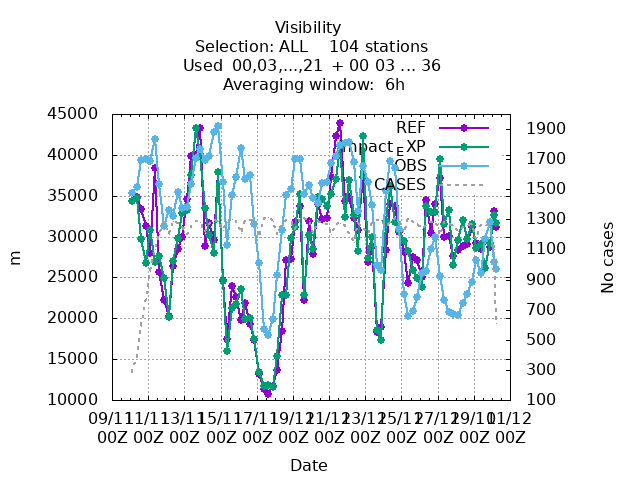 Visibility
Selection: ALL 104 stations
Used 00,03,...,21 + 00 03 ... 36
Averaging window: 6h
45000
40000
35000
30000
25000
20000
15000
10000
m
1900
1700
1500
1300
1100
900
700
500
300
100
No cases
REF
Impact_EXP
OBS
CASES
09/11 11/11 13/11 15/11 17/11 19/11 21/11 23/11 25/11 27/11 29/11 01/12
00Z 00Z 00Z 00Z 00Z 00Z 00Z 00Z 00Z 00Z 00Z 00Z
Date